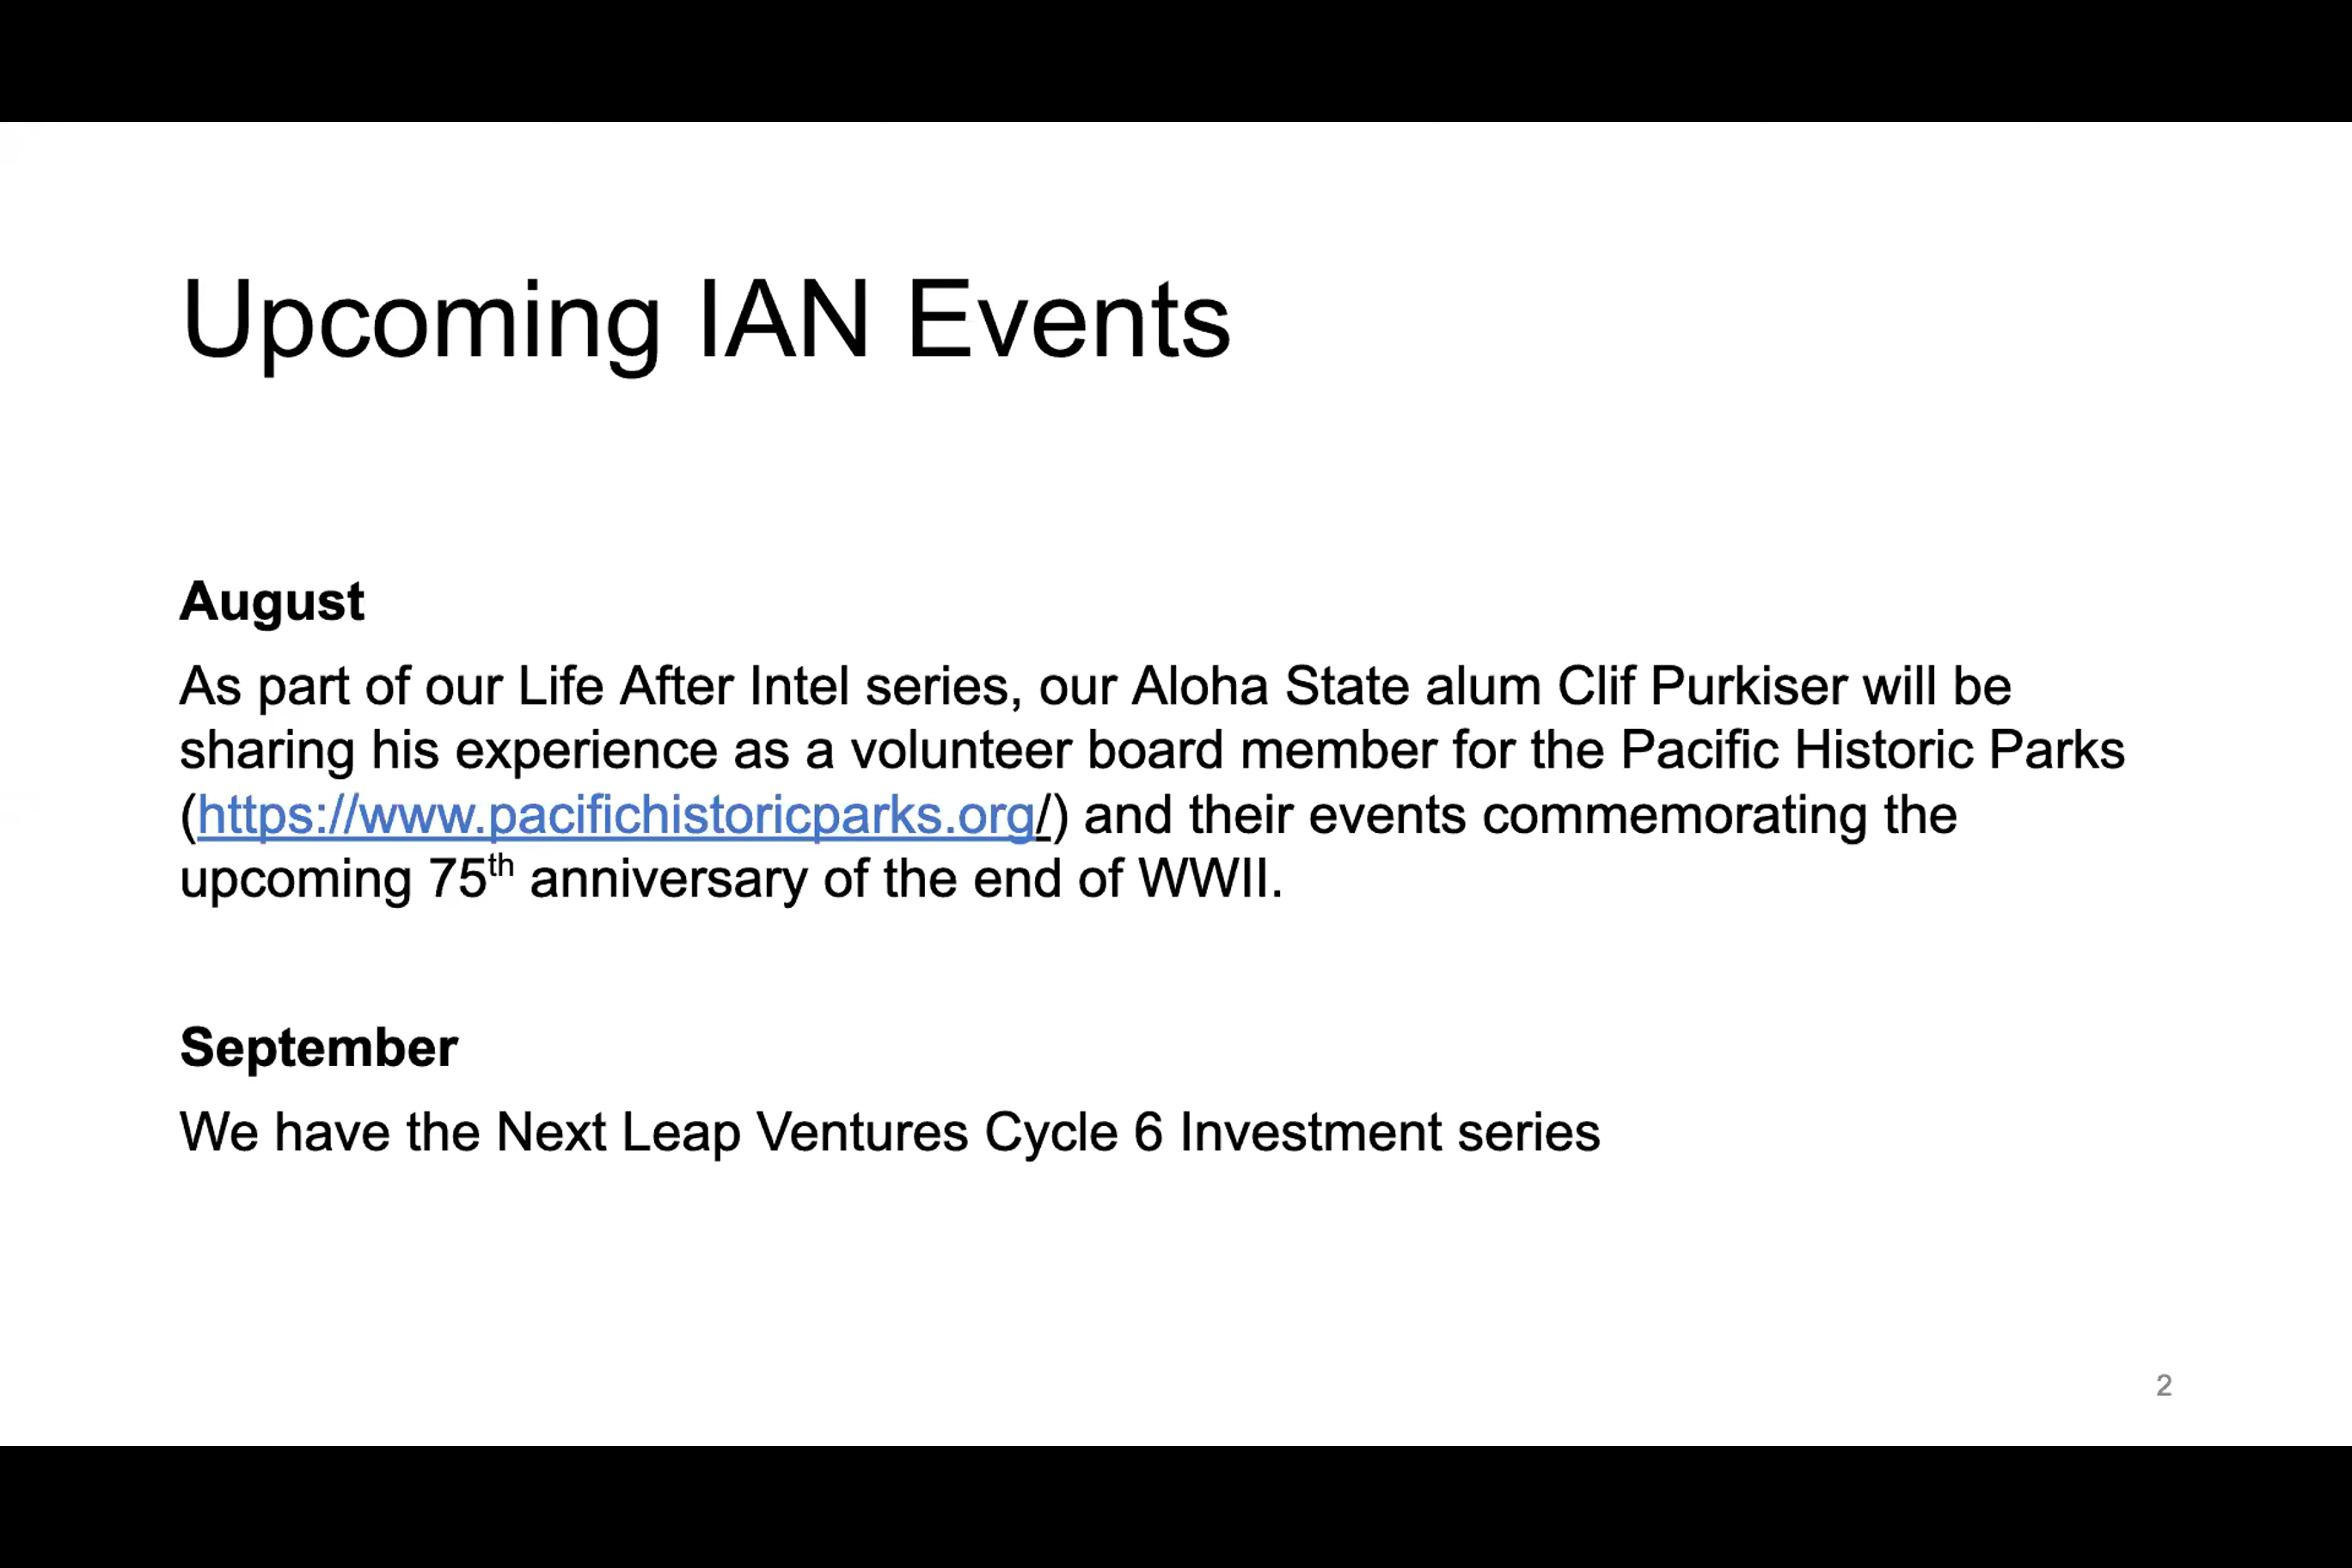 Upcoming IAN Events
August
As part of our Life After Intel series, our Aloha State alum Clif Purkiser will be
sharing his experience as a volunteer board member for the Pacific Historic Parks
(https://www.pacifichistoricparks.org/) and their events commemorating the
upcoming 75th anniversary of the end of WWII.
September
We have the Next Leap Ventures Cycle 6 Investment series
2